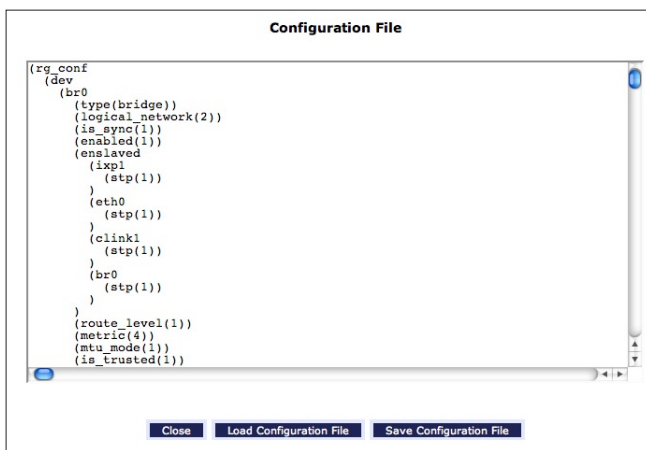 Configuration File
(rg_conf
(dev
(br0
(type(bridge))
(logical_network(2))
(is_sync(1))
(enabled(1))
(enslaved
(ixp1
(stp(1))
)
(eth0
(stp(1))
)
(clink1
(stp(1))
)
(br0
(stp(1))
)
)
(route_level(1))
(metric(4))
(mtu_mode(1))
(is_trusted(1))
Close Load Configuration File Save Configuration File